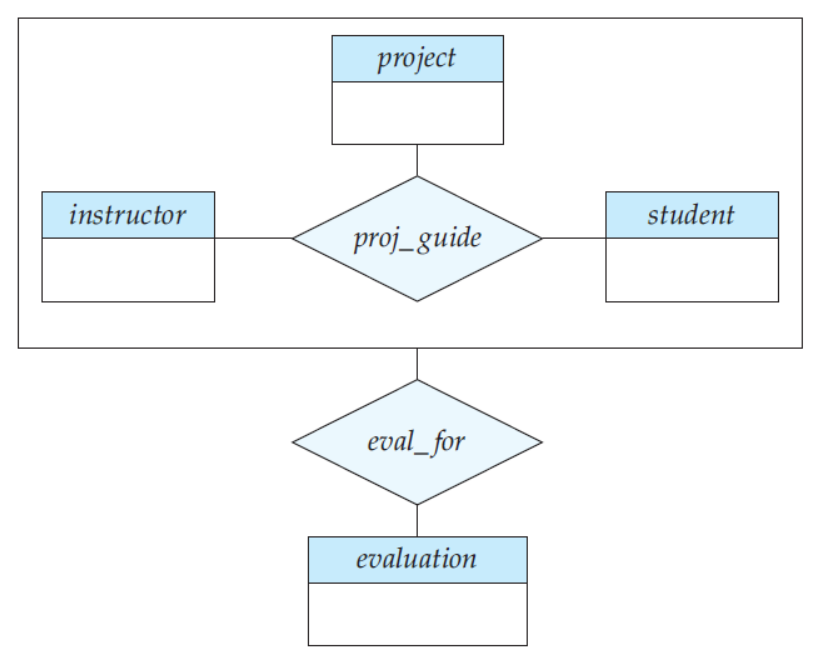 project
instructor
proj_guide
student
eval_for
evaluation